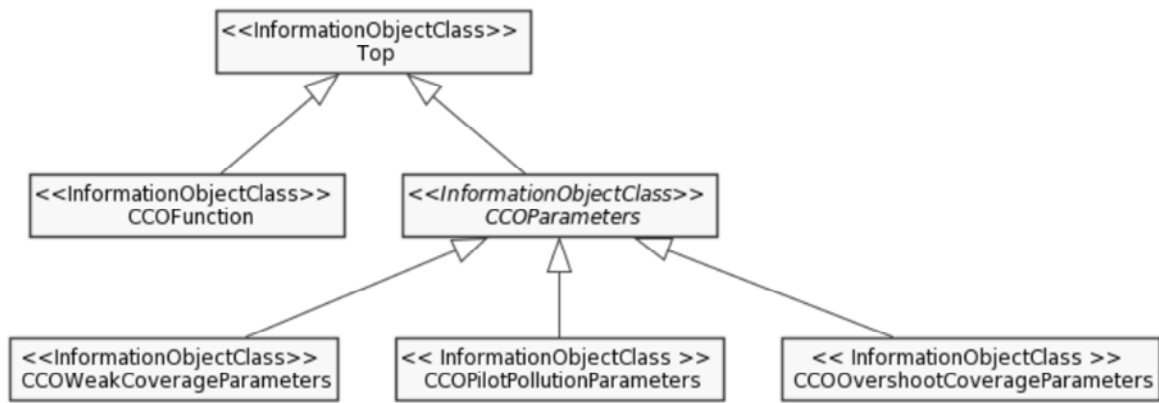 <<InformationObjectClass>>
Top
<<InformationObjectClass>>
CCOFunction
<<InformationObjectClass>>
CCOParameters
<<InformationObjectClass>>
CCOWeakCoverageParameters
<< InformationObjectClass >>
CCOPilotPollutionParameters
<< InformationObjectClass >>
CCOOvershootCoverageParameters